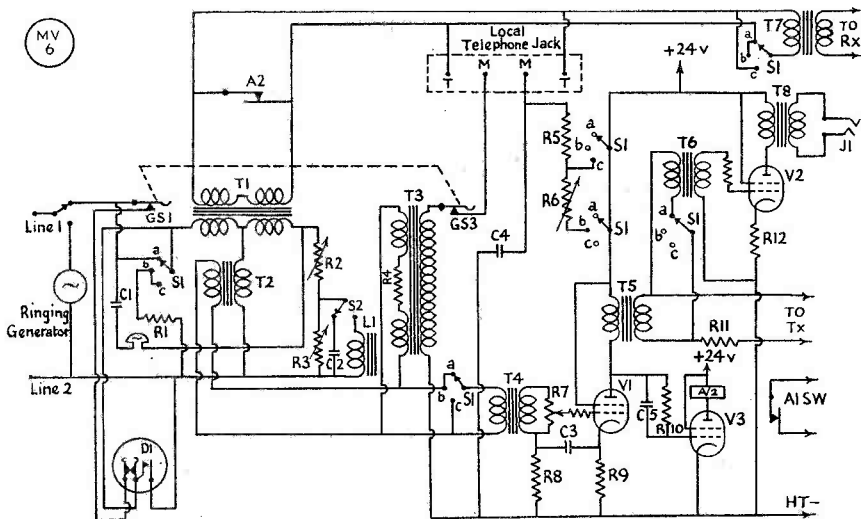 MV
6
Local
Telephone Jack
T M M T
T7
TO
Rx
a
b
c
S1
+24v
A2
T8
J1
a
b
c
S1
R5
T6
V2
GS1
T1
T3
GS3
R6
a
b
c
S1
a
b
c
S1
R12
Line 1
C4
R2
R4
T2
a
b
c
S1
C1
R1
T5
TO
Tx
Ringing
Generator
S2
R3
C2
L1
R11
+24v
Line 2
a
b
c
S1
T4
R7
V1
A/2
A1SW
C5
R10
V3
D1
C3
R8
R9
HT-